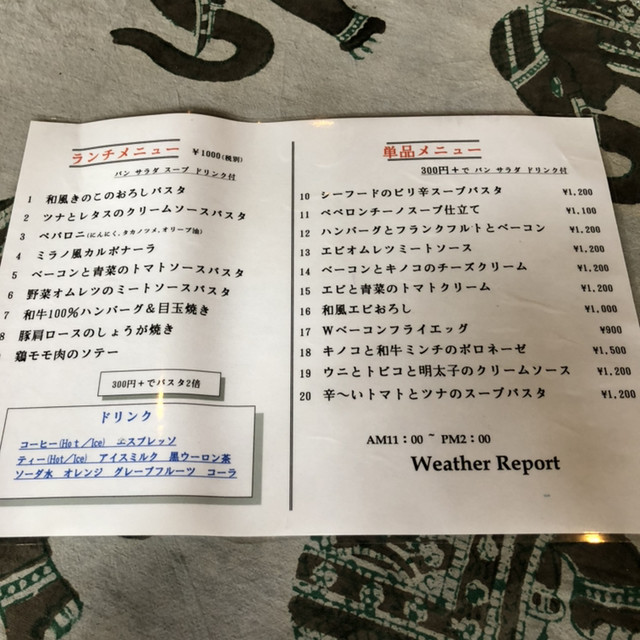 ランチメニュー ￥1000(税別)
パン サラダ スープ ドリンク付
1 和風きのこのおろしパスタ
2 ツナとレタスのクリームソースパスタ
3 ペパロニ(にんにく、タカノツメ、オリーブ油)
4 ミラノ風カルボナーラ
5 ベーコンと青菜のトマトソースパスタ
6 野菜オムレツのミートソースパスタ
7 和牛100％ハンバーグ＆目玉焼き
8 豚肩ロースのしょうが焼き
鶏モモ肉のソテー
300円＋でパスタ2倍
ドリンク
コーヒー(Hot/Ice) エスプレッソ
ティー(Hot/Ice) アイスミルク 黒ウーロン茶
ソーダ水 オレンジ グレープフルーツ コーラ
単品メニュー
300円＋で パン サラダ ドリンク付
10 シーフードのピリ辛スープパスタ ¥1,200
11 ペペロンチーノスープ仕立て ¥1,100
12 ハンバーグとフランクフルトとベーコン ¥1,200
13 エビオムレツミートソース ¥1,200
14 ベーコンとキノコのチーズクリーム ¥1,200
15 エビと青菜のトマトクリーム ¥1,200
16 和風エビおろし ¥1,000
17 Wベーコンフライエッグ ¥900
18 キノコと和牛ミンチのボロネーゼ ¥1,500
19 ウニとトビコと明太子のクリームソース ¥1,200
20 辛〜いトマトとツナのスープパスタ ¥1,200
AM11：00 ~ PM2：00
Weather Report